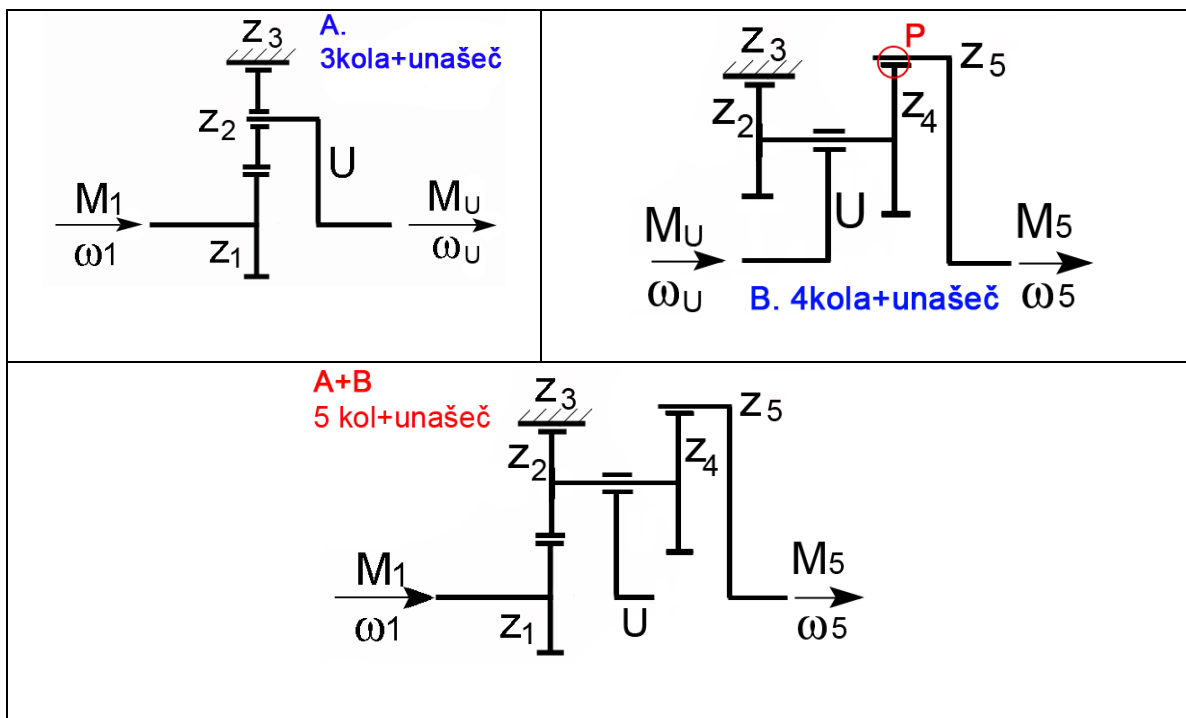 A.
3kola+unašeč
z3
z2
U
M1
ω1
z1
MU
ωU
P
z3
z5
z2
z4
U
MU
ωU
M5
ω5
B. 4kola+unašeč
A+B
5 kol+unašeč
z3
z5
z2
z4
M1
ω1
z1
U
M5
ω5